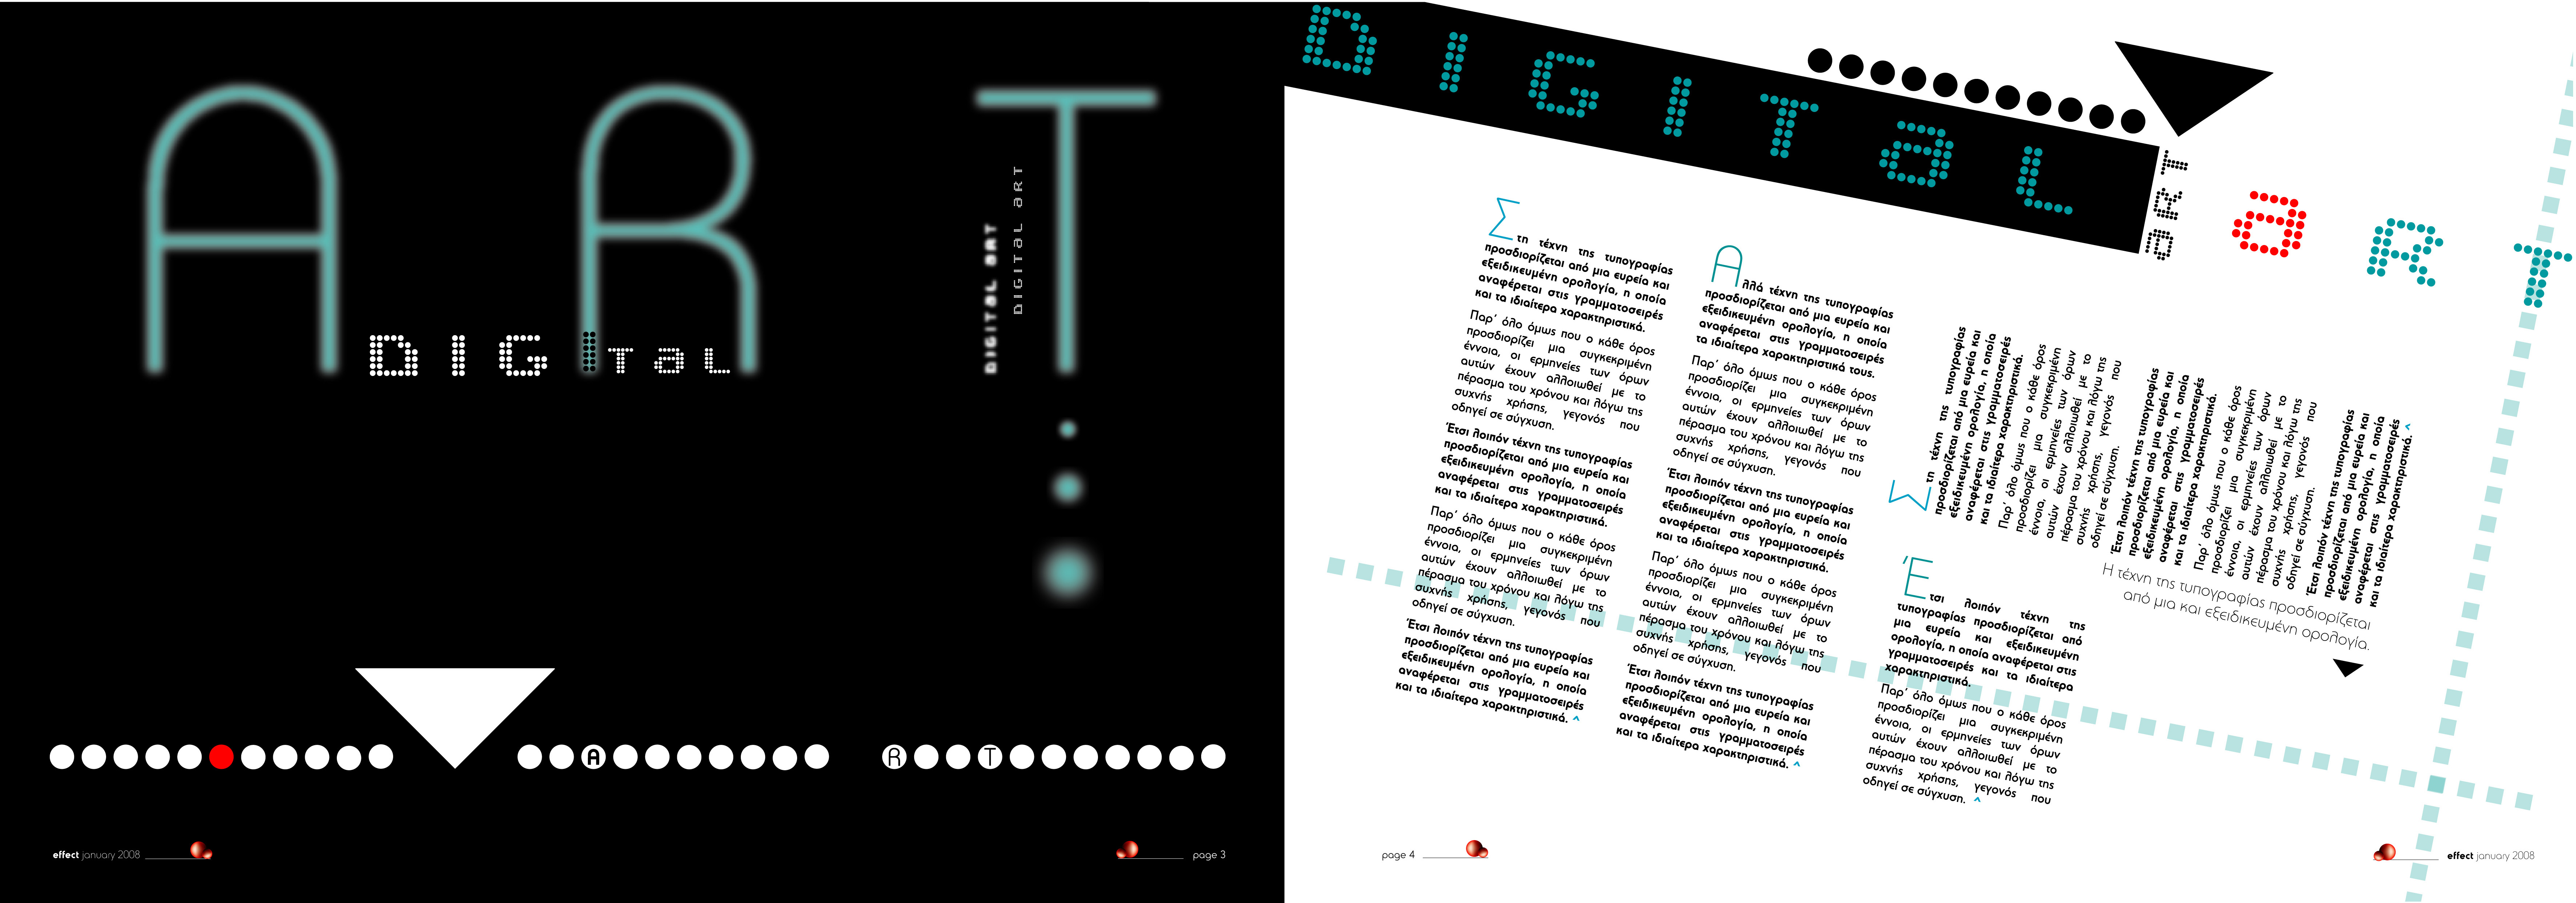 ART
DIGITaL
DIGITAL ART
DIGITAL aRT
A
R
T
effect january 2008
page 3
DIGITaL
aRT
ART
Στη τέχνη της τυπογραφίας
προσδιορίζεται από μια ευρεία και
εξειδικευμένη ορολογία, η οποία
αναφέρεται στις γραμματοσειρές
και τα ιδιαίτερα χαρακτηριστικά.
Παρ’ όλο όμως που ο κάθε όρος
προσδιορίζει μια συγκεκριμένη
έννοια, οι ερμηνείες των όρων
αυτών έχουν αλλοιωθεί με το
πέρασμα του χρόνου και λόγω της
συχνής χρήσης, γεγονός που
οδηγεί σε σύγχυση.
Έτσι λοιπόν τέχνη της τυπογραφίας
προσδιορίζεται από μια ευρεία και
εξειδικευμένη ορολογία, η οποία
αναφέρεται στις γραμματοσειρές
και τα ιδιαίτερα χαρακτηριστικά.
Παρ’ όλο όμως που ο κάθε όρος
προσδιορίζει μια συγκεκριμένη
έννοια, οι ερμηνείες των όρων
αυτών έχουν αλλοιωθεί με το
πέρασμα του χρόνου και λόγω της
συχνής χρήσης, γεγονός που
οδηγεί σε σύγχυση.
Έτσι λοιπόν τέχνη της τυπογραφίας
προσδιορίζεται από μια ευρεία και
εξειδικευμένη ορολογία, η οποία
αναφέρεται στις γραμματοσειρές
και τα ιδιαίτερα χαρακτηριστικά. ^
Αλλά τέχνη της τυπογραφίας
προσδιορίζεται από μια ευρεία και
εξειδικευμένη ορολογία, η οποία
αναφέρεται στις γραμματοσειρές
τα ιδιαίτερα χαρακτηριστικά τους.
Παρ’ όλο όμως που ο κάθε όρος
προσδιορίζει μια συγκεκριμένη
έννοια, οι ερμηνείες των όρων
αυτών έχουν αλλοιωθεί με το
πέρασμα του χρόνου και λόγω της
συχνής χρήσης, γεγονός που
οδηγεί σε σύγχυση.
Έτσι λοιπόν τέχνη της τυπογραφίας
προσδιορίζεται από μια ευρεία και
εξειδικευμένη ορολογία, η οποία
αναφέρεται στις γραμματοσειρές
και τα ιδιαίτερα χαρακτηριστικά.
Παρ’ όλο όμως που ο κάθε όρος
προσδιορίζει μια συγκεκριμένη
έννοια, οι ερμηνείες των όρων
αυτών έχουν αλλοιωθεί με το
πέρασμα του χρόνου και λόγω της
συχνής χρήσης, γεγονός που
οδηγεί σε σύγχυση.
Έτσι λοιπόν τέχνη της τυπογραφίας
προσδιορίζεται από μια ευρεία και
εξειδικευμένη ορολογία, η οποία
αναφέρεται στις γραμματοσειρές
και τα ιδιαίτερα χαρακτηριστικά. ^
Στη τέχνη της τυπογραφίας
προσδιορίζεται από μια ευρεία και
εξειδικευμένη ορολογία, η οποία
αναφέρεται στις γραμματοσειρές
και τα ιδιαίτερα χαρακτηριστικά.
Παρ’ όλο όμως που ο κάθε όρος
προσδιορίζει μια συγκεκριμένη
έννοια, οι ερμηνείες των όρων
αυτών έχουν αλλοιωθεί με το
πέρασμα του χρόνου και λόγω της
συχνής χρήσης, γεγονός που
οδηγεί σε σύγχυση.
Έτσι λοιπόν τέχνη της τυπογραφίας
προσδιορίζεται από μια ευρεία και
εξειδικευμένη ορολογία, η οποία
αναφέρεται στις γραμματοσειρές
και τα ιδιαίτερα χαρακτηριστικά.
Παρ’ όλο όμως που ο κάθε όρος
προσδιορίζει μια συγκεκριμένη
έννοια, οι ερμηνείες των όρων
αυτών έχουν αλλοιωθεί με το
πέρασμα του χρόνου και λόγω της
συχνής χρήσης, γεγονός που
οδηγεί σε σύγχυση.
Έτσι λοιπόν τέχνη της τυπογραφίας
προσδιορίζεται από μια ευρεία και
εξειδικευμένη ορολογία, η οποία
αναφέρεται στις γραμματοσειρές
και τα ιδιαίτερα χαρακτηριστικά. ^
Η τέχνη της τυπογραφίας προσδιορίζεται
από μια και εξειδικευμένη ορολογία.
Έτσι λοιπόν τέχνη της
τυπογραφίας προσδιορίζεται από
μια ευρεία και εξειδικευμένη
ορολογία, η οποία αναφέρεται στις
γραμματοσειρές και τα ιδιαίτερα
χαρακτηριστικά.
Παρ’ όλο όμως που ο κάθε όρος
προσδιορίζει μια συγκεκριμένη
έννοια, οι ερμηνείες των όρων
αυτών έχουν αλλοιωθεί με το
πέρασμα του χρόνου και λόγω της
συχνής χρήσης, γεγονός που
οδηγεί σε σύγχυση. ^
page 4
effect january 2008